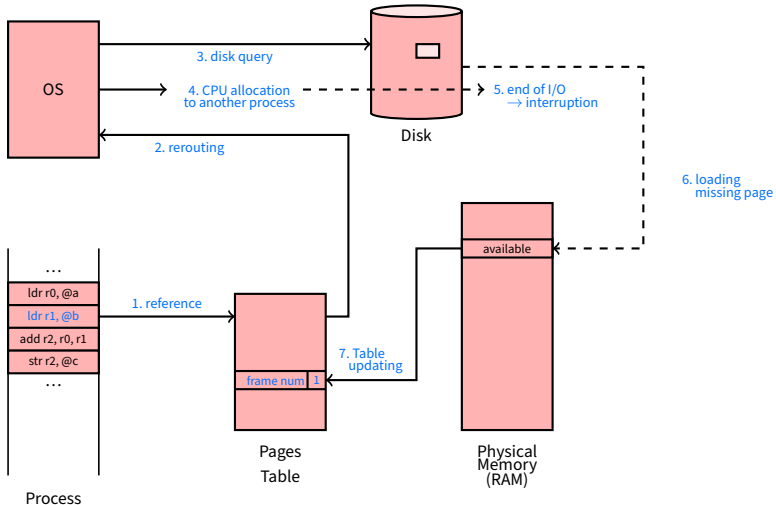 3. disk query
OS
4. CPU allocation
to another process
5. end of I/O
→ interruption
Disk
2. rerouting
6. loading
missing page
available
...
ldr r0, @a
ldr r1, @b
add r2, r0, r1
str r2, @c
...
1. reference
7. Table
updating
frame num
1
Pages
Table
Physical
Memory
(RAM)
Process